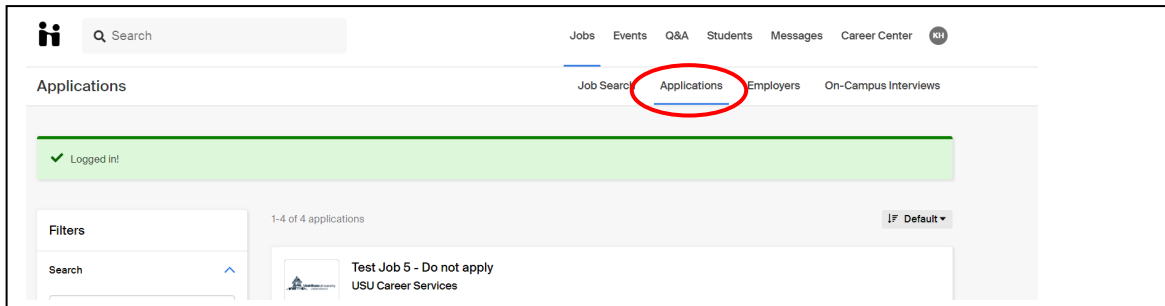 Search
Jobs Events Q&A Students Messages Career Center KH
Applications
Job Search Applications Employers On-Campus Interviews
Logged in!
Filters
1-4 of 4 applications
Default
Search
Test Job 5 - Do not apply
USU Career Services